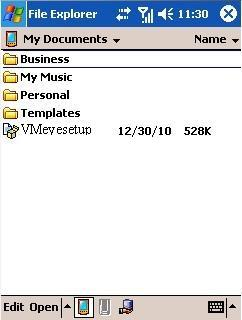 File Explorer 11:30
My Documents Name
Business
My Music
Personal
Templates
VMeyesetup 12/30/10 528K
Edit Open